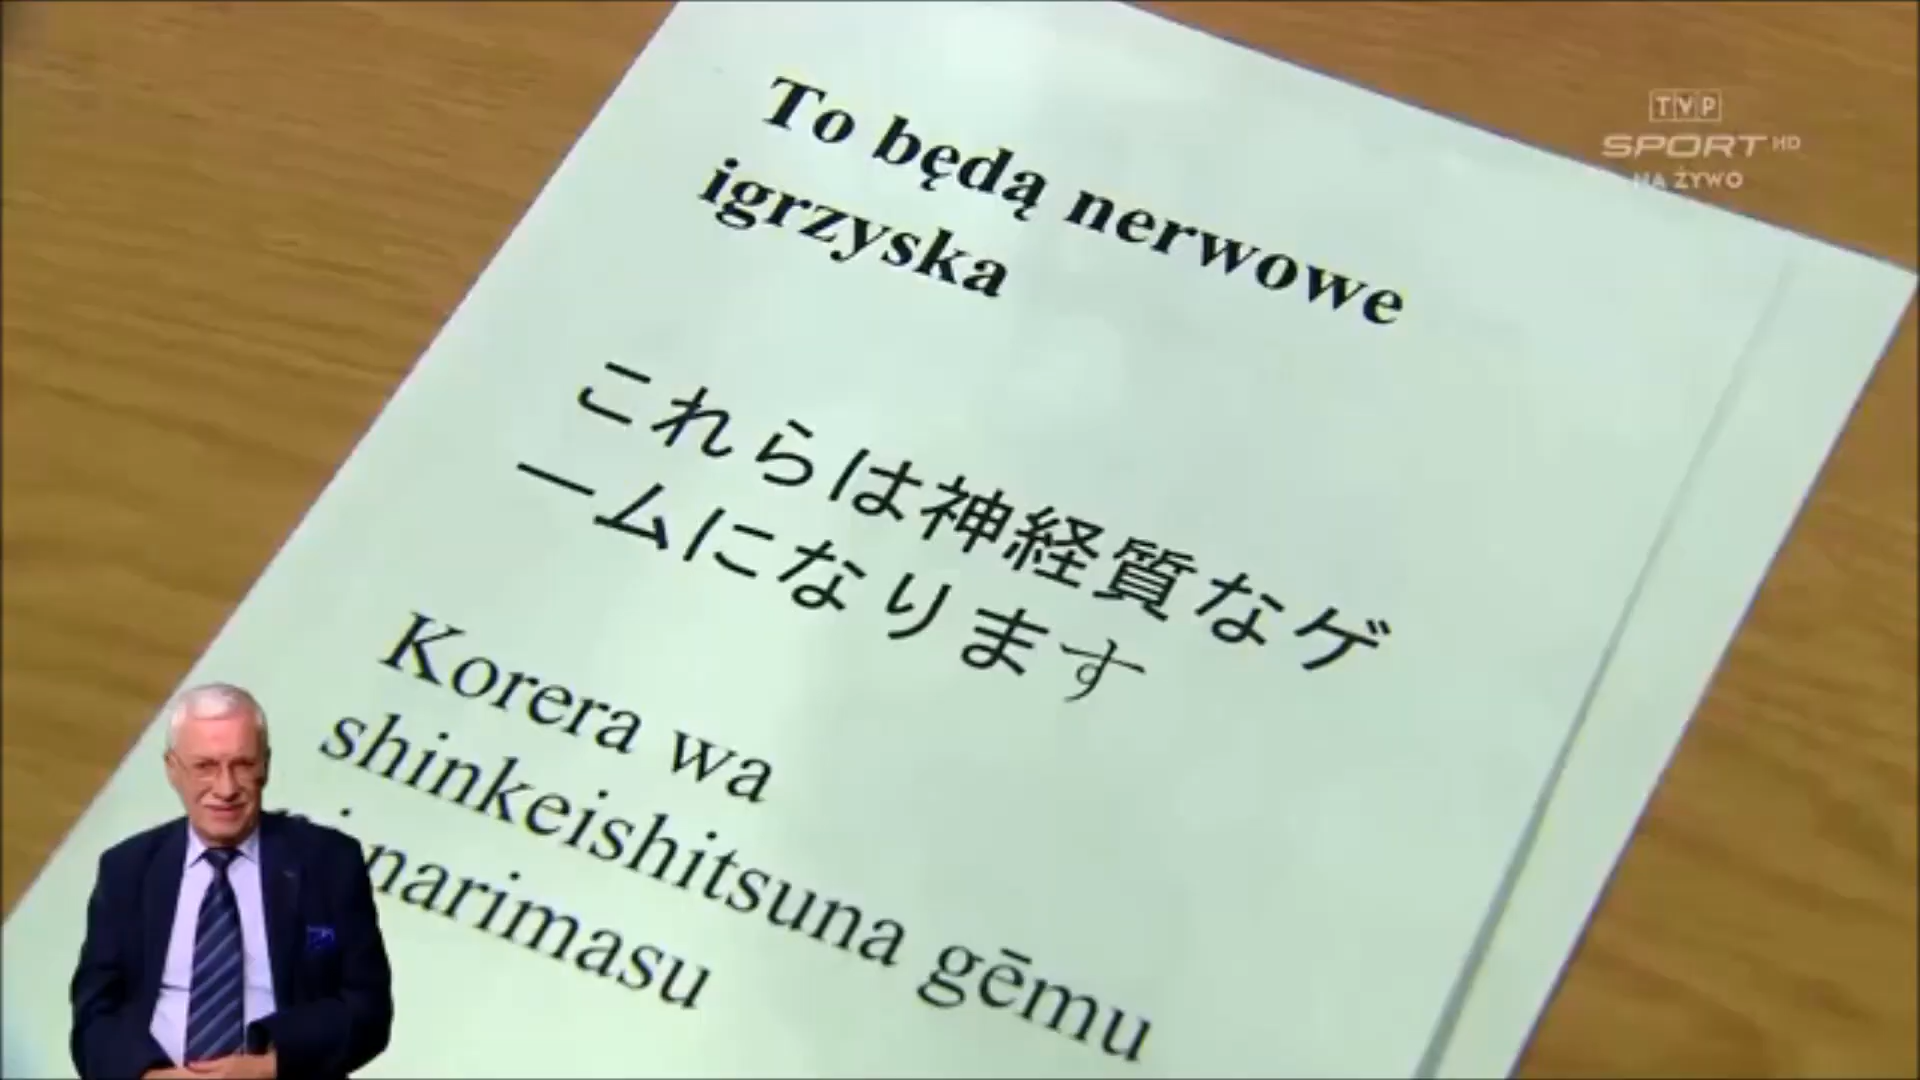 To będą nerwowe
igrzyska
これらは神経質なゲ
ームになります
Korera wa
shinkeishitsuna gēmu
ni narimasu
TVP
SPORT HD
NA ŻYWO